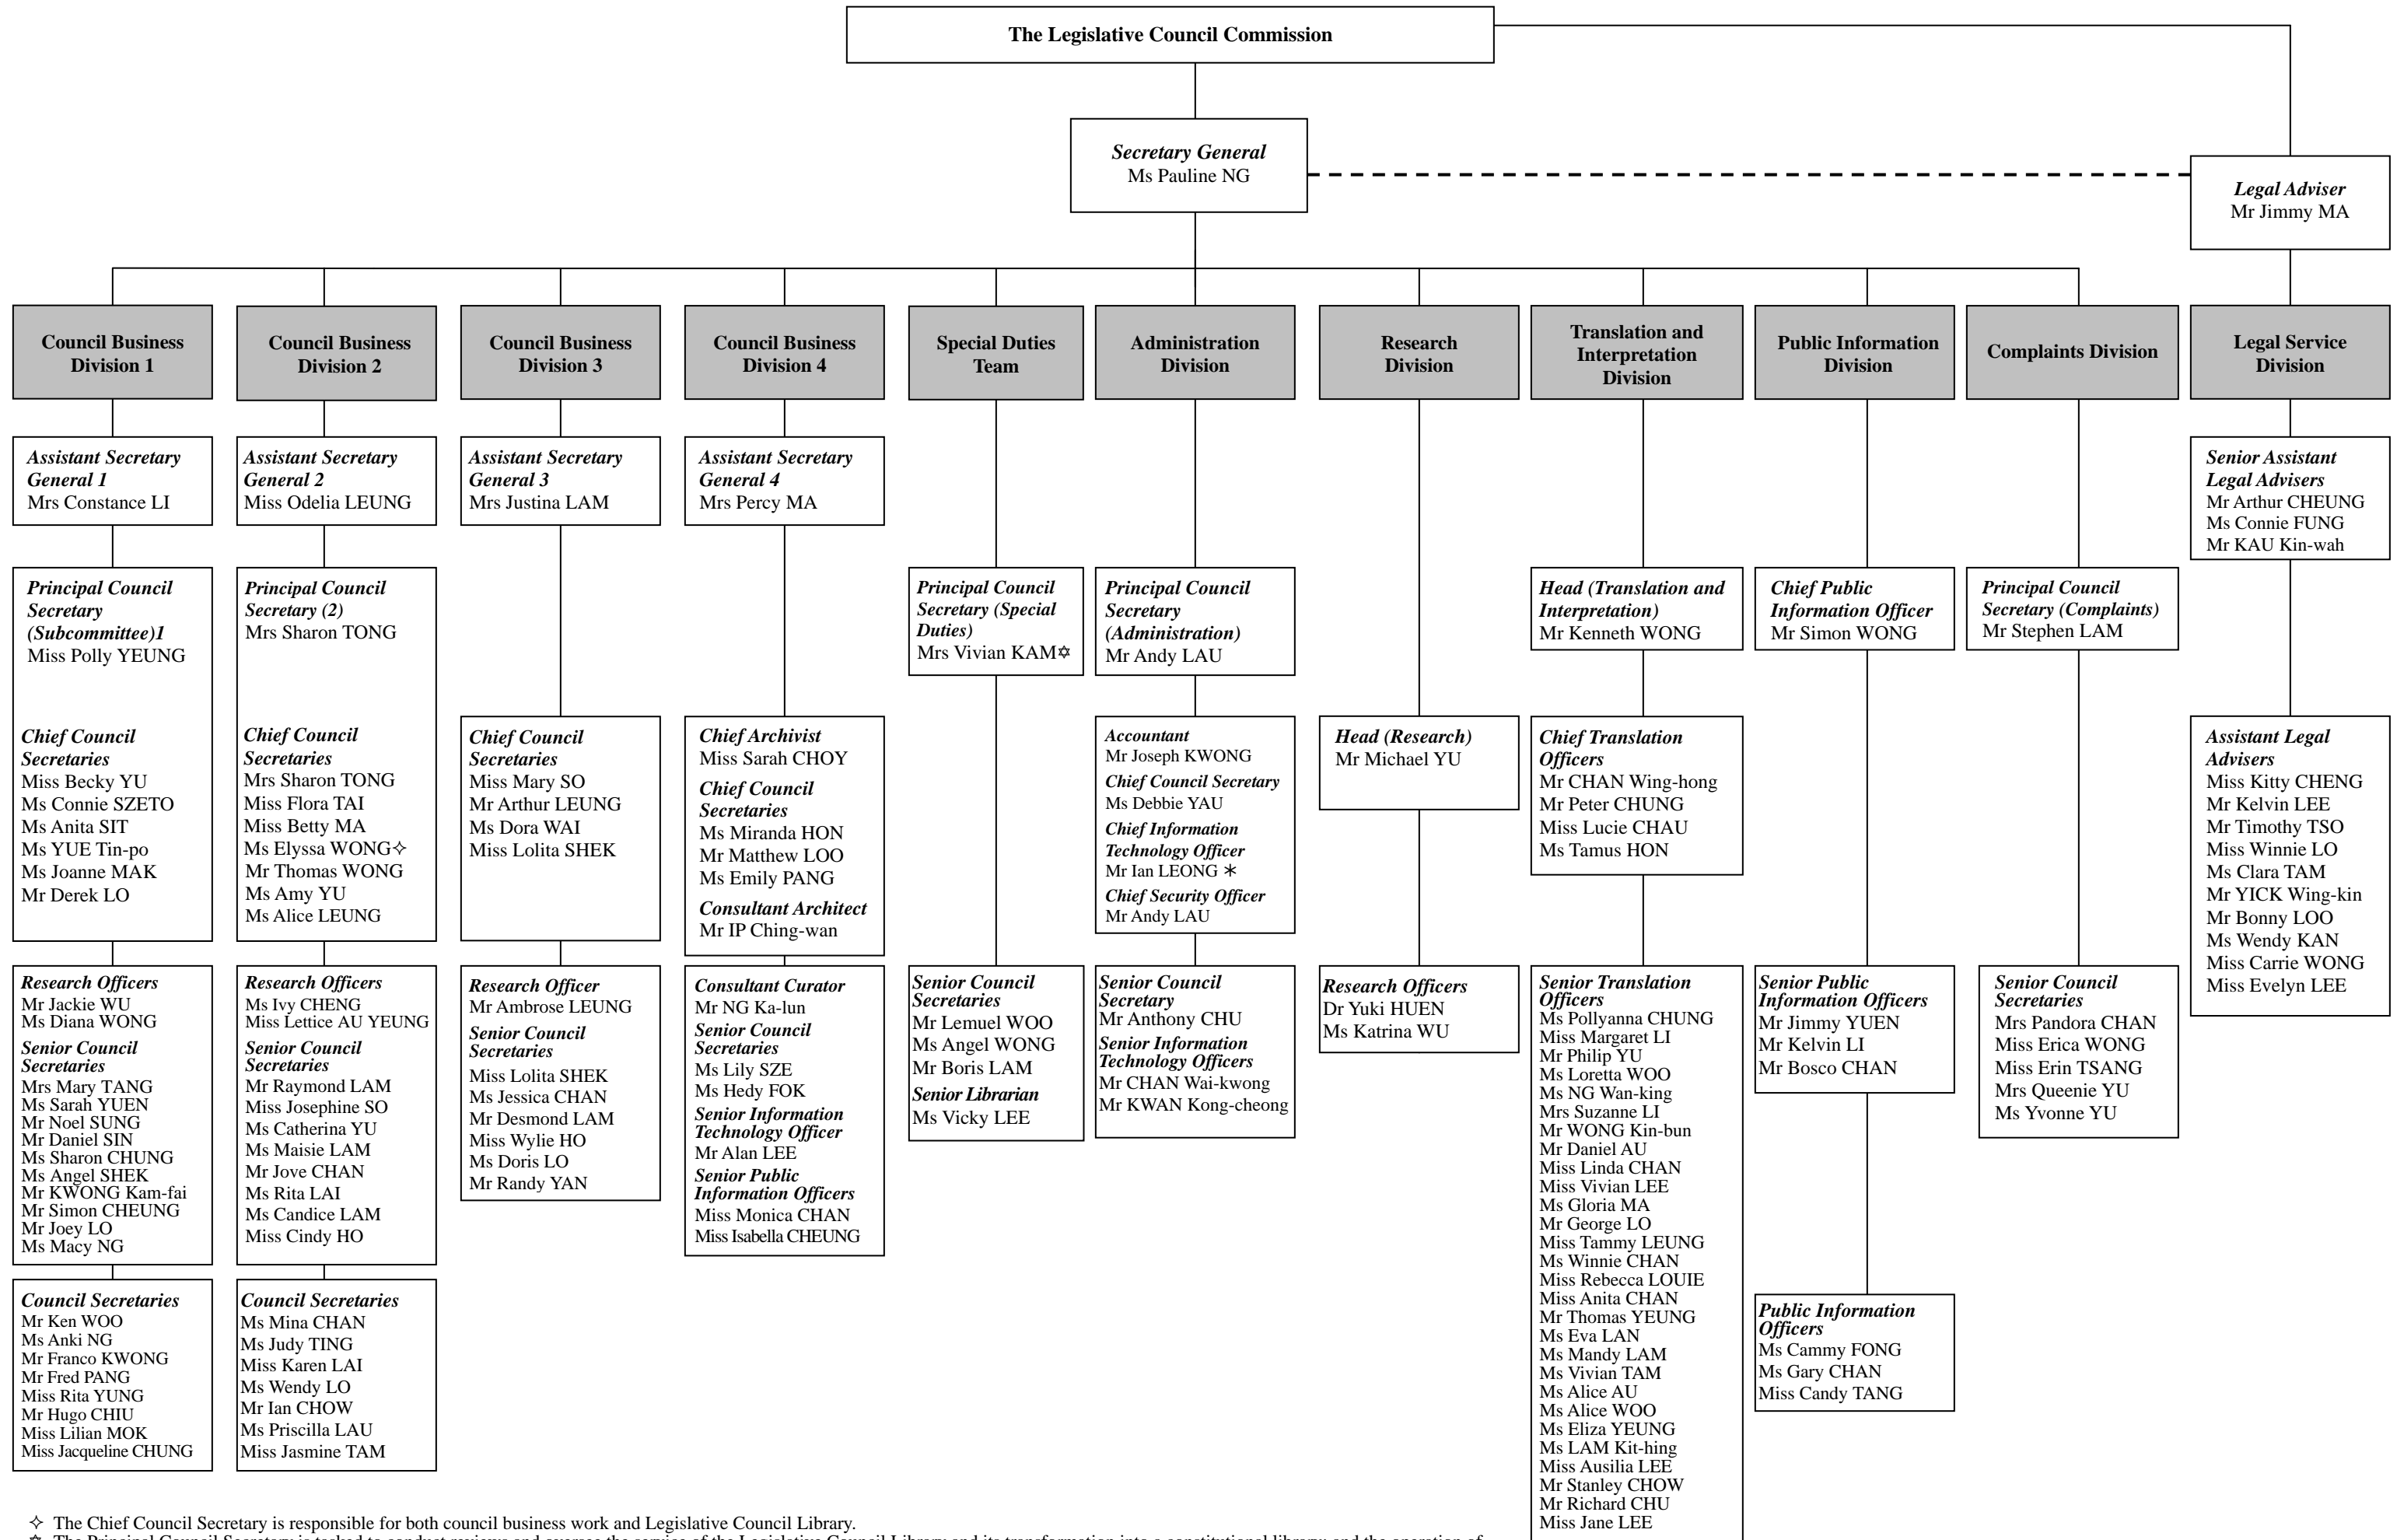 The Legislative Council Commission
Secretary General
Ms Pauline NG
Legal Adviser
Mr Jimmy MA
Council Business
Division 1
Council Business
Division 2
Council Business
Division 3
Council Business
Division 4
Special Duties
Team
Administration
Division
Research
Division
Translation and
Interpretation
Division
Public Information
Division
Complaints Division
Legal Service
Division
Assistant Secretary
General 1
Mrs Constance LI
Assistant Secretary
General 2
Miss Odelia LEUNG
Assistant Secretary
General 3
Mrs Justina LAM
Assistant Secretary
General 4
Mrs Percy MA
Senior Assistant
Legal Advisers
Mr Arthur CHEUNG
Ms Connie FUNG
Mr KAU Kin-wah
Principal Council
Secretary
(Subcommittee)1
Miss Polly YEUNG
Principal Council
Secretary (2)
Mrs Sharon TONG
Principal Council
Secretary (Special
Duties)
Mrs Vivian KAM✡
Principal Council
Secretary
(Administration)
Mr Andy LAU
Head (Translation and
Interpretation)
Mr Kenneth WONG
Chief Public
Information Officer
Mr Simon WONG
Principal Council
Secretary (Complaints)
Mr Stephen LAM
Chief Council
Secretaries
Miss Becky YU
Ms Connie SZETO
Ms Anita SIT
Ms YUE Tin-po
Ms Joanne MAK
Mr Derek LO
Chief Council
Secretaries
Mrs Sharon TONG
Miss Flora TAI
Miss Betty MA
Ms Elyssa WONG✧
Mr Thomas WONG
Ms Amy YU
Ms Alice LEUNG
Chief Council
Secretaries
Miss Mary SO
Mr Arthur LEUNG
Ms Dora WAI
Miss Lolita SHEK
Chief Archivist
Miss Sarah CHOY
Chief Council
Secretaries
Ms Miranda HON
Mr Matthew LOO
Ms Emily PANG
Consultant Architect
Mr IP Ching-wan
Accountant
Mr Joseph KWONG
Chief Council Secretary
Ms Debbie YAU
Chief Information
Technology Officer
Mr Ian LEONG *
Chief Security Officer
Mr Andy LAU
Head (Research)
Mr Michael YU
Chief Translation
Officers
Mr CHAN Wing-hong
Mr Peter CHUNG
Miss Lucie CHAU
Ms Tamus HON
Assistant Legal
Advisers
Miss Kitty CHENG
Mr Kelvin LEE
Mr Timothy TSO
Miss Winnie LO
Ms Clara TAM
Mr YICK Wing-kin
Mr Bonny LOO
Ms Wendy KAN
Miss Carrie WONG
Miss Evelyn LEE
Research Officers
Mr Jackie WU
Ms Diana WONG
Senior Council
Secretaries
Mrs Mary TANG
Ms Sarah YUEN
Mr Noel SUNG
Mr Daniel SIN
Ms Sharon CHUNG
Ms Angel SHEK
Mr KWONG Kam-fai
Mr Simon CHEUNG
Mr Joey LO
Ms Macy NG
Research Officers
Ms Ivy CHENG
Miss Lettice AU YEUNG
Senior Council
Secretaries
Mr Raymond LAM
Miss Josephine SO
Ms Catherina YU
Ms Maisie LAM
Mr Jove CHAN
Ms Rita LAI
Ms Candice LAM
Miss Cindy HO
Research Officer
Mr Ambrose LEUNG
Senior Council
Secretaries
Miss Lolita SHEK
Ms Jessica CHAN
Mr Desmond LAM
Miss Wylie HO
Ms Doris LO
Mr Randy YAN
Consultant Curator
Mr NG Ka-lun
Senior Council
Secretaries
Ms Lily SZE
Ms Hedy FOK
Senior Information
Technology Officer
Mr Alan LEE
Senior Public
Information Officers
Miss Monica CHAN
Miss Isabella CHEUNG
Senior Council
Secretaries
Mr Lemuel WOO
Ms Angel WONG
Mr Boris LAM
Senior Librarian
Ms Vicky LEE
Senior Council
Secretary
Mr Anthony CHU
Senior Information
Technology Officers
Mr CHAN Wai-kwong
Mr KWAN Kong-cheong
Research Officers
Dr Yuki HUEN
Ms Katrina WU
Senior Translation
Officers
Ms Pollyanna CHUNG
Miss Margaret LI
Mr Philip YU
Ms Loretta WOO
Ms NG Wan-king
Mrs Suzanne LI
Mr WONG Kin-bun
Mr Daniel AU
Miss Linda CHAN
Miss Vivian LEE
Ms Gloria MA
Mr George LO
Miss Tammy LEUNG
Ms Winnie CHAN
Miss Rebecca LOUIE
Miss Anita CHAN
Mr Thomas YEUNG
Ms Eva LAN
Ms Mandy LAM
Ms Vivian TAM
Ms Alice AU
Ms Alice WOO
Ms Eliza YEUNG
Ms LAM Kit-hing
Miss Ausilia LEE
Mr Stanley CHOW
Mr Richard CHU
Miss Jane LEE
Senior Public
Information Officers
Mr Jimmy YUEN
Mr Kelvin LI
Mr Bosco CHAN
Senior Council
Secretaries
Mrs Pandora CHAN
Miss Erica WONG
Miss Erin TSANG
Mrs Queenie YU
Ms Yvonne YU
Council Secretaries
Mr Ken WOO
Ms Anki NG
Mr Franco KWONG
Mr Fred PANG
Miss Rita YUNG
Mr Hugo CHIU
Miss Lilian MOK
Miss Jacqueline CHUNG
Council Secretaries
Ms Mina CHAN
Ms Judy TING
Miss Karen LAI
Ms Wendy LO
Mr Ian CHOW
Ms Priscilla LAU
Miss Jasmine TAM
Public Information
Officers
Ms Cammy FONG
Ms Gary CHAN
Miss Candy TANG
✧ The Chief Council Secretary is responsible for both council business work and Legislative Council Library.
✡ The Principal Council Secretary is tasked to conduct reviews and oversee the service of the Legislative Council Library and its transformation into a constitutional library; and the operation of